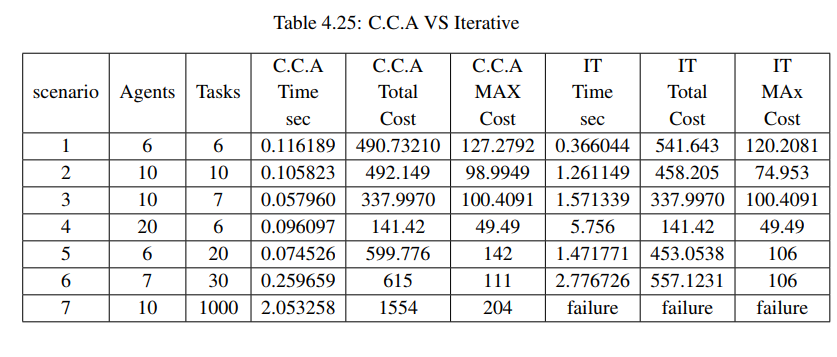 Table 4.25: C.C.A VS Iterative
scenario Agents Tasks C.C.A Time sec C.C.A Total Cost C.C.A MAX Cost IT Time sec IT Total Cost IT MAx Cost
1 6 6 0.116189 490.73210 127.2792 0.366044 541.643 120.2081
2 10 10 0.105823 492.149 98.9949 1.261149 458.205 74.953
3 10 7 0.057960 337.9970 100.4091 1.571339 337.9970 100.4091
4 20 6 0.096097 141.42 49.49 5.756 141.42 49.49
5 6 20 0.074526 599.776 142 1.471771 453.0538 106
6 7 30 0.259659 615 111 2.776726 557.1231 106
7 10 1000 2.053258 1554 204 failure failure failure